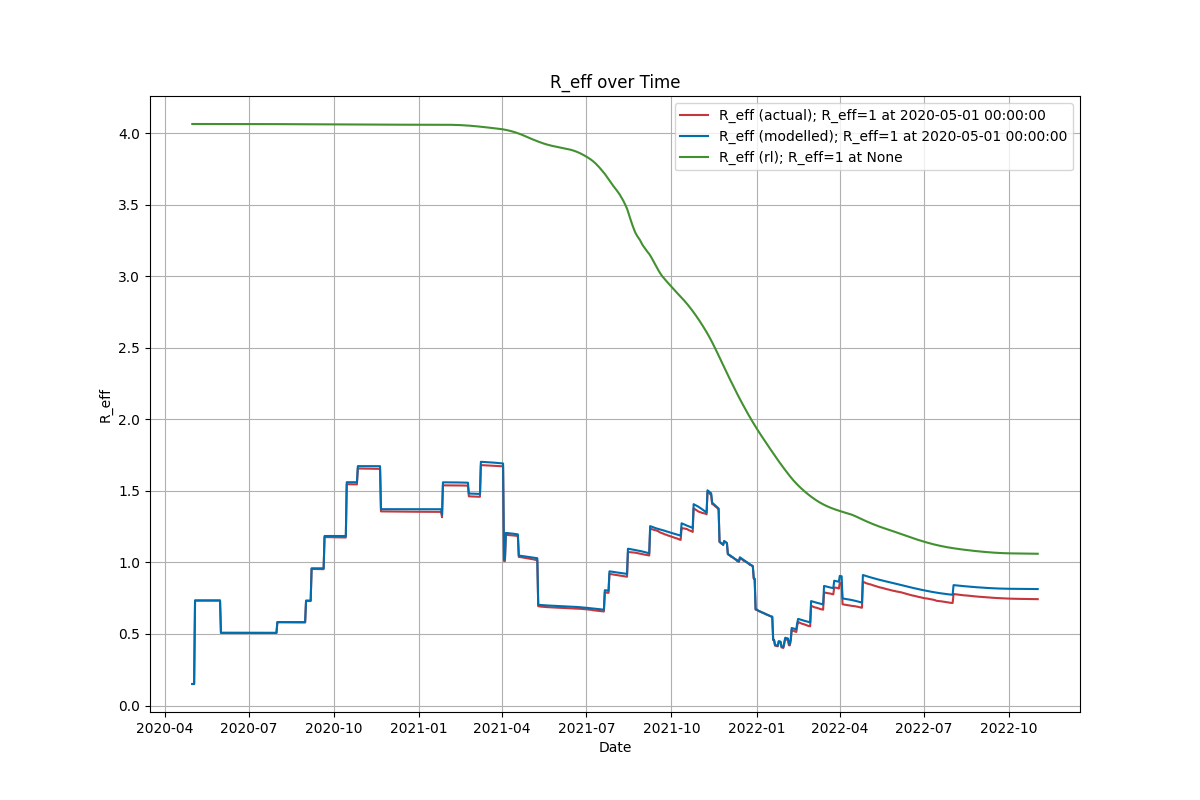 R_eff over Time
R_eff (actual); R_eff=1 at 2020-05-01 00:00:00
R_eff (modelled); R_eff=1 at 2020-05-01 00:00:00
R_eff (rl); R_eff=1 at None
R_eff
4.0
3.5
3.0
2.5
2.0
1.5
1.0
0.5
0.0
2020-04 2020-07 2020-10 2021-01 2021-04 2021-07 2021-10 2022-01 2022-04 2022-07 2022-10
Date